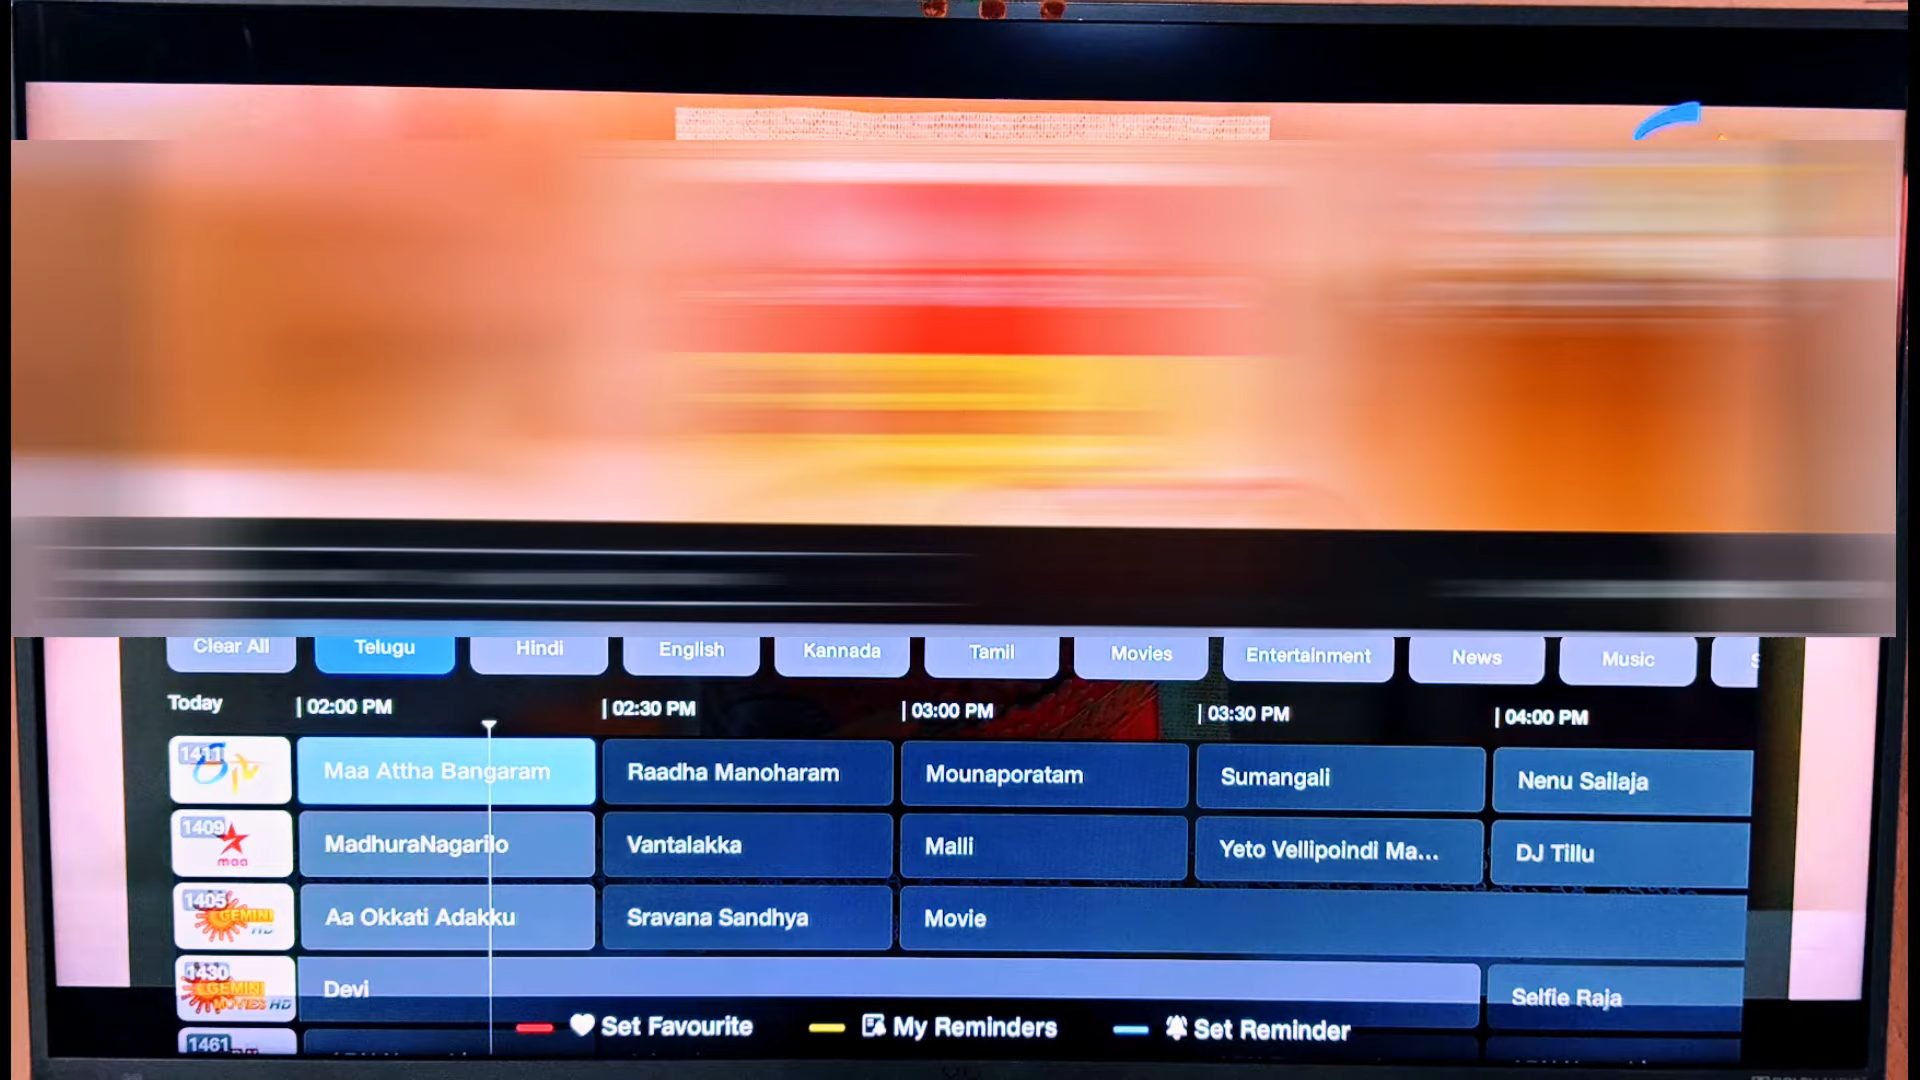 Clear All Telugu Hindi English Kannada Tamil Movies Entertainment News Music S
Today | 02:00 PM | 02:30 PM | 03:00 PM | 03:30 PM | 04:00 PM
1411 Maa Attha Bangaram Raadha Manoharam Mounaporatam Sumangali Nenu Sailaja
tv
1409 MadhuraNagarilo Vantalakka Malli Yeto Vellipoindi Ma... DJ Tillu
maa
1405 Aa Okkati Adakku Sravana Sandhya Movie
GEMINI
HD
1430 Devi Selfie Raja
GEMINI
MOVIES HD
Set Favourite My Reminders Set Reminder
1461